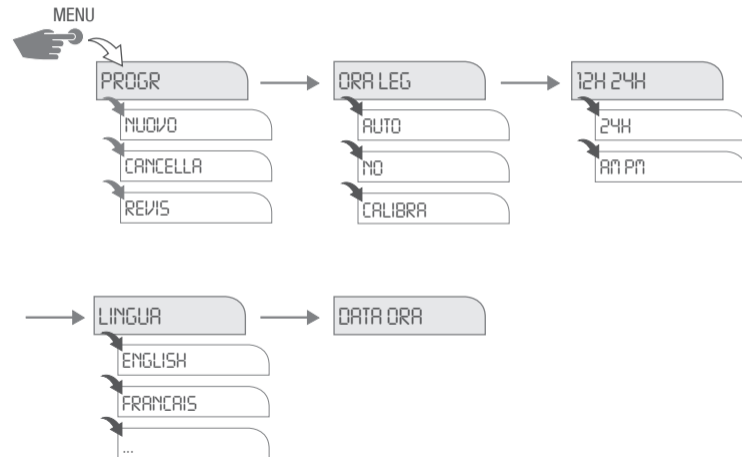 MENU
PROGR
NUOVO
CANCELLA
REVIS
ORA LEG
AUTO
NO
CALIBRA
12H 24H
24H
AM PM
LINGUA
ENGLISH
FRANCAIS
...
DATA ORA